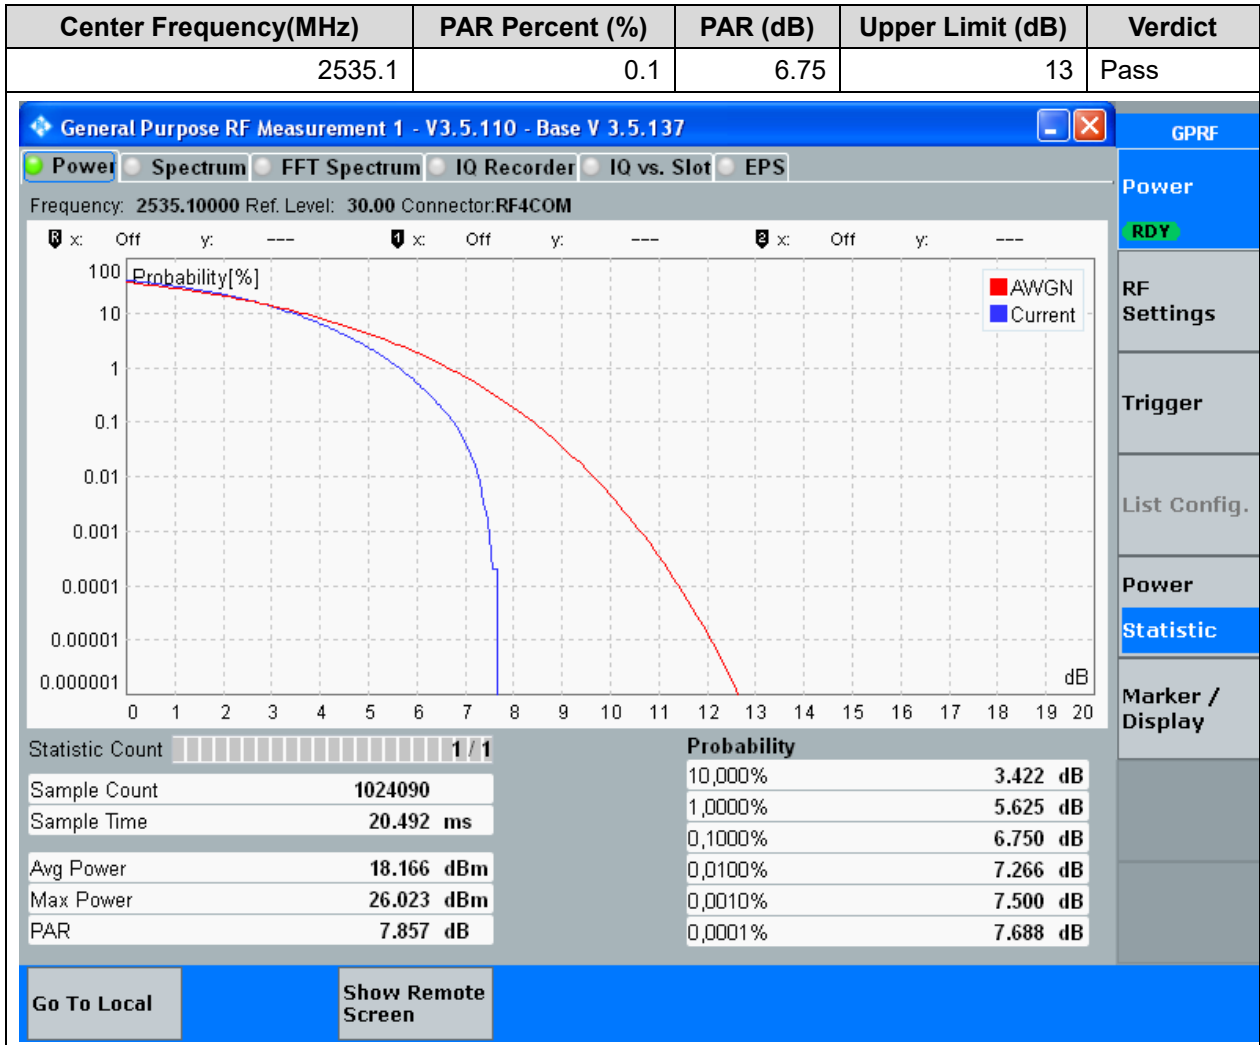 Center Frequency(MHz) PAR Percent (%) PAR (dB) Upper Limit (dB) Verdict
2535.1 0.1 6.75 13 Pass
General Purpose RF Measurement 1 - V3.5.110 - Base V 3.5.137
GPRF
Power Spectrum FFT Spectrum IQ Recorder IQ vs. Slot EPS
Power
RDY
Frequency: 2535.10000 Ref. Level: 30.00 Connector:RF4COM
R x: Off y: --- 1 x: Off y: --- 2 x: Off y: ---
Probability[%]
AWGN
Current
100
10
1
0.1
0.01
0.001
0.0001
0.00001
0.000001
dB
0 1 2 3 4 5 6 7 8 9 10 11 12 13 14 15 16 17 18 19 20
RF
Settings
Trigger
List Config.
Power
Statistic
Marker /
Display
Statistic Count 1 / 1
Sample Count 1024090
Sample Time 20.492 ms
Avg Power 18.166 dBm
Max Power 26.023 dBm
PAR 7.857 dB
Probability
10,000% 3.422 dB
1,0000% 5.625 dB
0,1000% 6.750 dB
0,0100% 7.266 dB
0,0010% 7.500 dB
0,0001% 7.688 dB
Go To Local
Show Remote
Screen